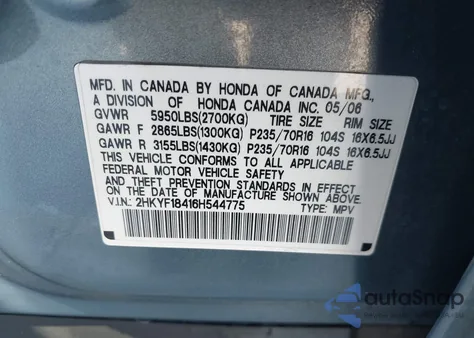 MFD. IN CANADA BY HONDA OF CANADA MFG.,
A DIVISION OF HONDA CANADA INC. 05/06
GVWR 5950LBS(2700KG) TIRE SIZE RIM SIZE
GAWR F 2865LBS(1300KG) P235/70R16 104S 16X6.5JJ
GAWR R 3155LBS(1430KG) P235/70R16 104S 16X6.5JJ
THIS VEHICLE CONFORMS TO ALL APPLICABLE
FEDERAL MOTOR VEHICLE SAFETY
AND THEFT PREVENTION STANDARDS IN EFFECT
ON THE DATE OF MANUFACTURE SHOWN ABOVE.
V.I.N.: 2HKYF18416H544775 TYPE: MPV
autoSnap